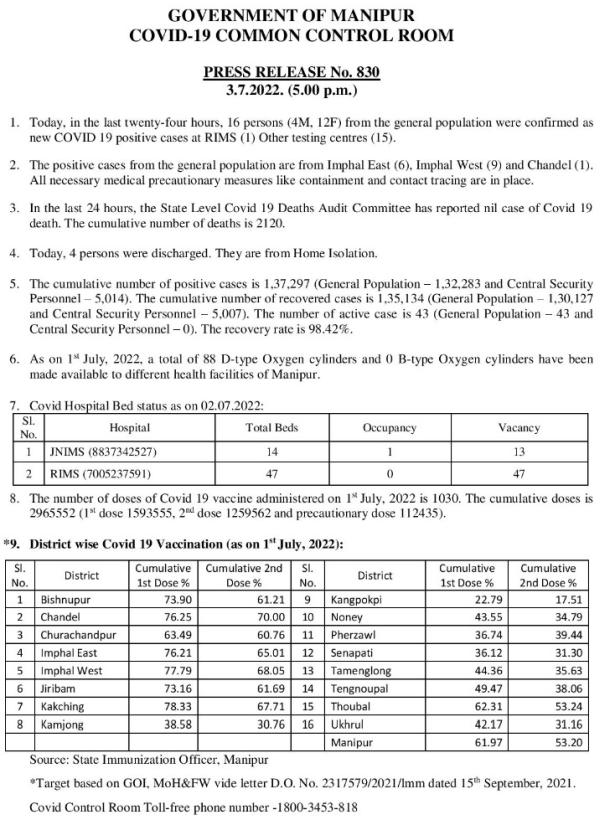 GOVERNMENT OF MANIPUR
COVID-19 COMMON CONTROL ROOM
PRESS RELEASE No. 830
3.7.2022. (5.00 p.m.)
1. Today, in the last twenty-four hours, 16 persons (4M, 12F) from the general population were confirmed as
new COVID 19 positive cases at RIMS (1) Other testing centres (15).
2. The positive cases from the general population are from Imphal East (6), Imphal West (9) and Chandel (1).
All necessary medical precautionary measures like containment and contact tracing are in place.
3. In the last 24 hours, the State Level Covid 19 Deaths Audit Committee has reported nil case of Covid 19
death. The cumulative number of deaths is 2120.
4. Today, 4 persons were discharged. They are from Home Isolation.
5. The cumulative number of positive cases is 1,37,297 (General Population – 1,32,283 and Central Security
Personnel – 5,014). The cumulative number of recovered cases is 1,35,134 (General Population – 1,30,127
and Central Security Personnel – 5,007). The number of active case is 43 (General Population – 43 and
Central Security Personnel – 0). The recovery rate is 98.42%.
6. As on 1st July, 2022, a total of 88 D-type Oxygen cylinders and 0 B-type Oxygen cylinders have been
made available to different health facilities of Manipur.
7. Covid Hospital Bed status as on 02.07.2022:
Sl. No. Hospital Total Beds Occupancy Vacancy
1 JNIMS (8837342527) 14 1 13
2 RIMS (7005237591) 47 0 47
8. The number of doses of Covid 19 vaccine administered on 1st July, 2022 is 1030. The cumulative doses is
2965552 (1st dose 1593555, 2nd dose 1259562 and precautionary dose 112435).
*9. District wise Covid 19 Vaccination (as on 1st July, 2022):
Sl. No. District Cumulative 1st Dose % Cumulative 2nd Dose % Sl. No. District Cumulative 1st Dose % Cumulative 2nd Dose %
1 Bishnupur 73.90 61.21 9 Kangpokpi 22.79 17.51
2 Chandel 76.25 70.00 10 Noney 43.55 34.79
3 Churachandpur 63.49 60.76 11 Pherzawl 36.74 39.44
4 Imphal East 76.21 65.01 12 Senapati 36.12 31.30
5 Imphal West 77.79 68.05 13 Tamenglong 44.36 35.63
6 Jiribam 73.16 61.69 14 Tengnoupal 49.47 38.06
7 Kakching 78.33 67.71 15 Thoubal 62.31 53.24
8 Kamjong 38.58 30.76 16 Ukhrul 42.17 31.16
Manipur 61.97 53.20
Source: State Immunization Officer, Manipur
*Target based on GOI, MoH&FW vide letter D.O. No. 2317579/2021/Imm dated 15th September, 2021.
Covid Control Room Toll-free phone number -1800-3453-818